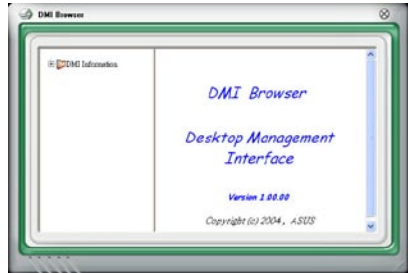 DMI Browser
DMI Information
DMI Browser
Desktop Management
Interface
Version 1.00.00
Copyright (c) 2004, ASUS